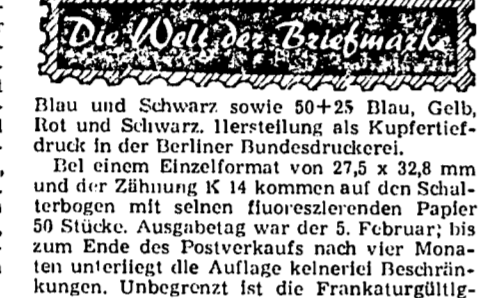 Die Welt der Briefmarke
Blau und Schwarz sowie 50+25 Blau, Gelb,
Rot und Schwarz. Herstellung als Kupfertief-
druck in der Berliner Bundesdruckerei.
Bei einem Einzelformat von 27,5 x 32,8 mm
und der Zähnung K 14 kommen auf den Schal-
terbogen mit seinen fluoreszierenden Papier
50 Stücke. Ausgabetag war der 5. Februar; bis
zum Ende des Postverkaufs nach vier Mona-
ten unterliegt die Auflage keinerlei Beschrän-
kungen. Unbegrenzt ist die Frankaturgültig-